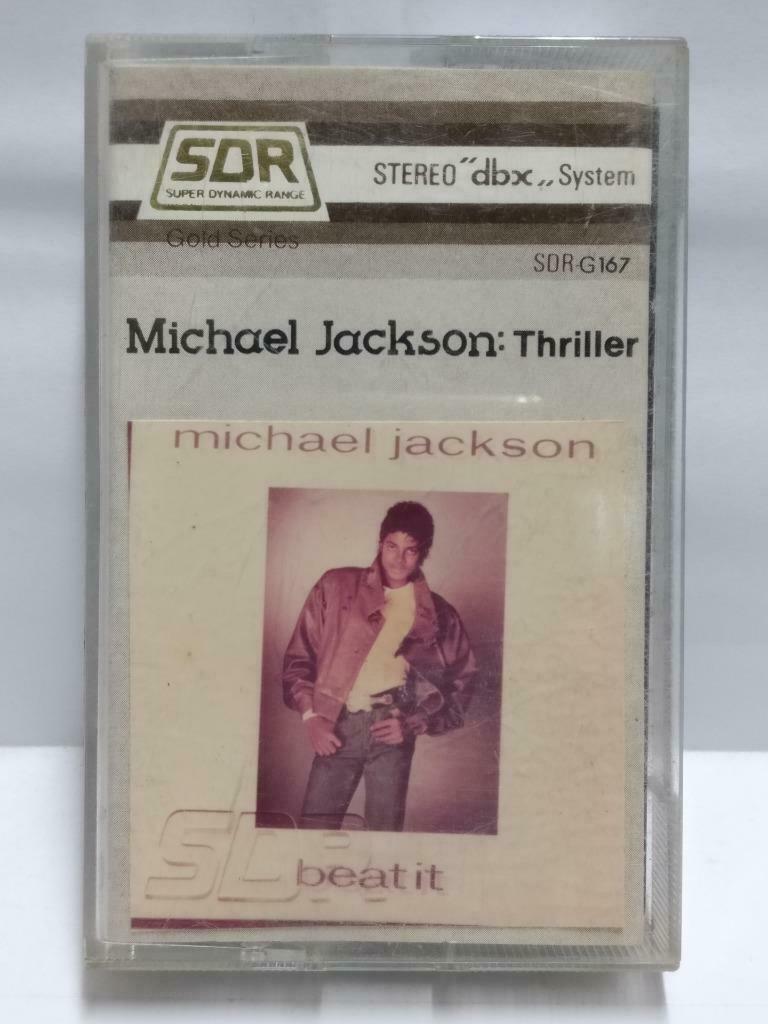 SDR
SUPER DYNAMIC RANGE
STEREO "dbx„ System
Gold Series
SDR-G167
Michael Jackson: Thriller
michael jackson
SDR
beat it